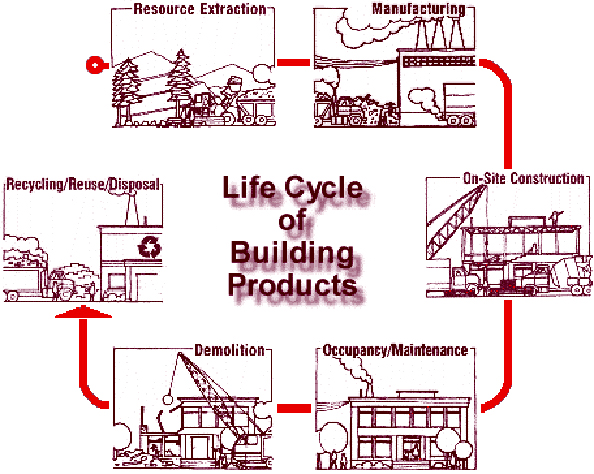 Resource Extraction
Manufacturing
On-Site Construction
Recycling/Reuse/Disposal
Life Cycle
of
Building
Products
Demolition
Occupancy/Maintenance